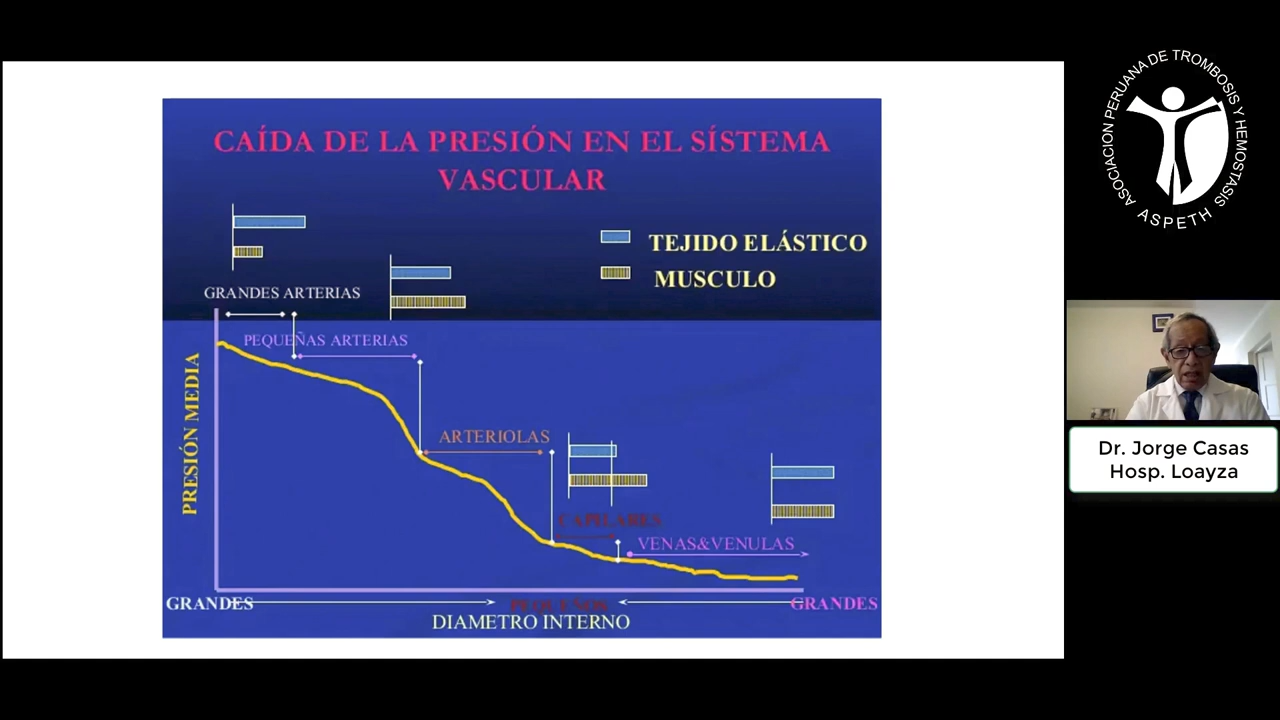 CAÍDA DE LA PRESIÓN EN EL SÍSTEMA
VASCULAR
TEJIDO ELÁSTICO
MUSCULO
GRANDES ARTERIAS
PEQUEÑAS ARTERIAS
PRESIÓN MEDIA
ARTERIOLAS
CAPILARES
VENAS&VENULAS
GRANDES
PEQUEÑOS
GRANDES
DIAMETRO INTERNO
ASOCIACION PERUANA DE TROMBOSIS Y HEMOSTASIS
ASPETH
Dr. Jorge Casas
Hosp. Loayza